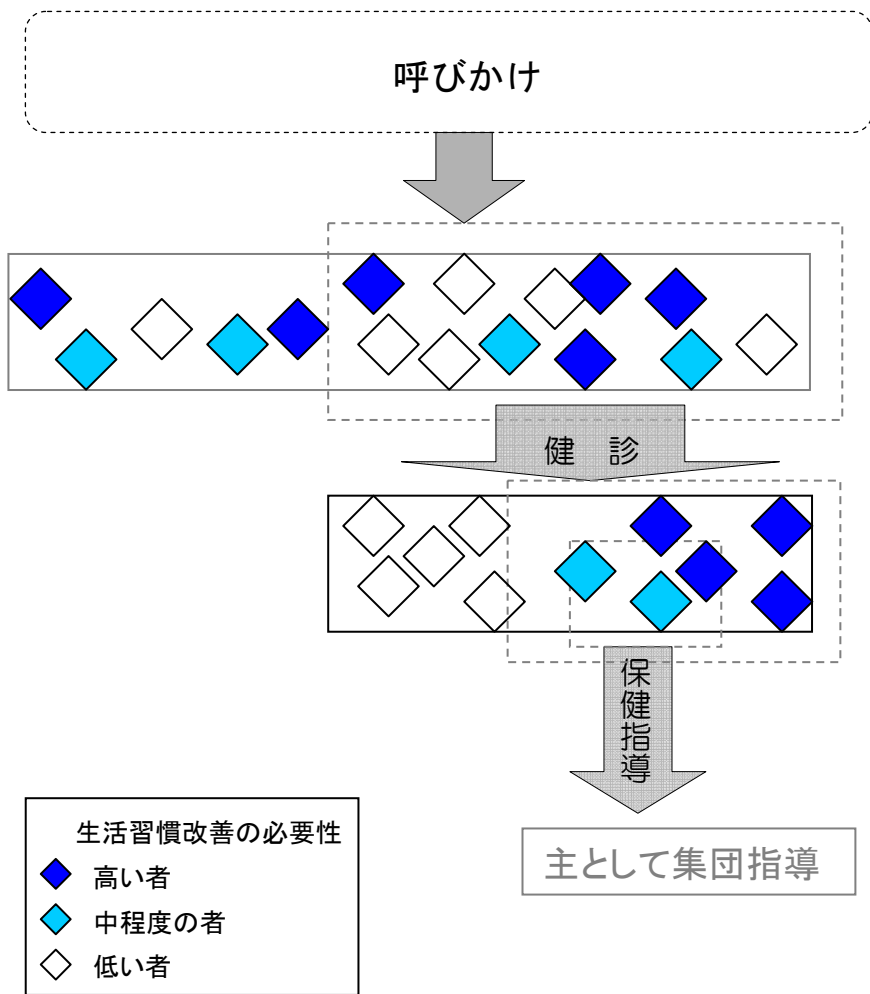 呼びかけ
健　診
保健指導
主として集団指導
生活習慣改善の必要性
高い者
中程度の者
低い者